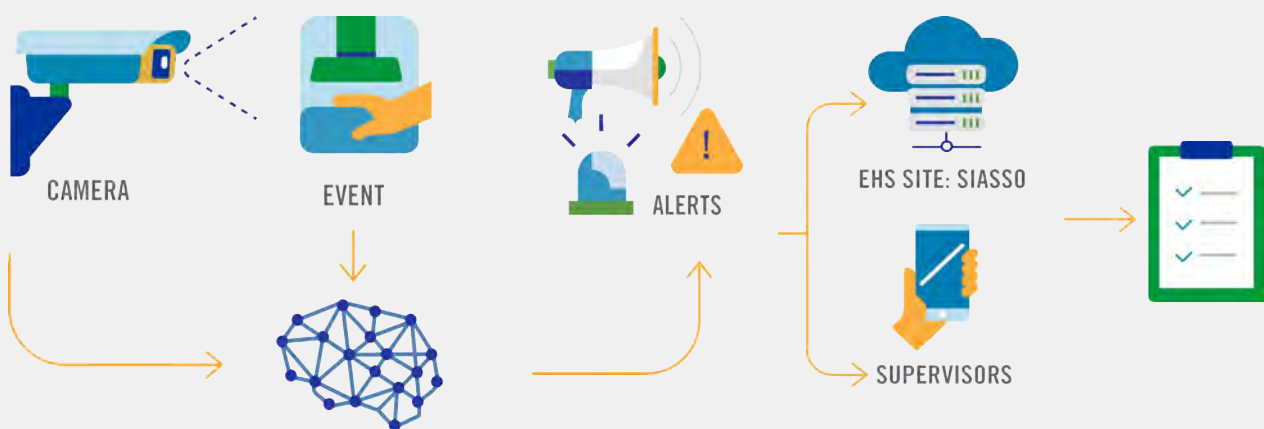 CAMERA
EVENT
ALERTS
EHS SITE: SIASSO
SUPERVISORS